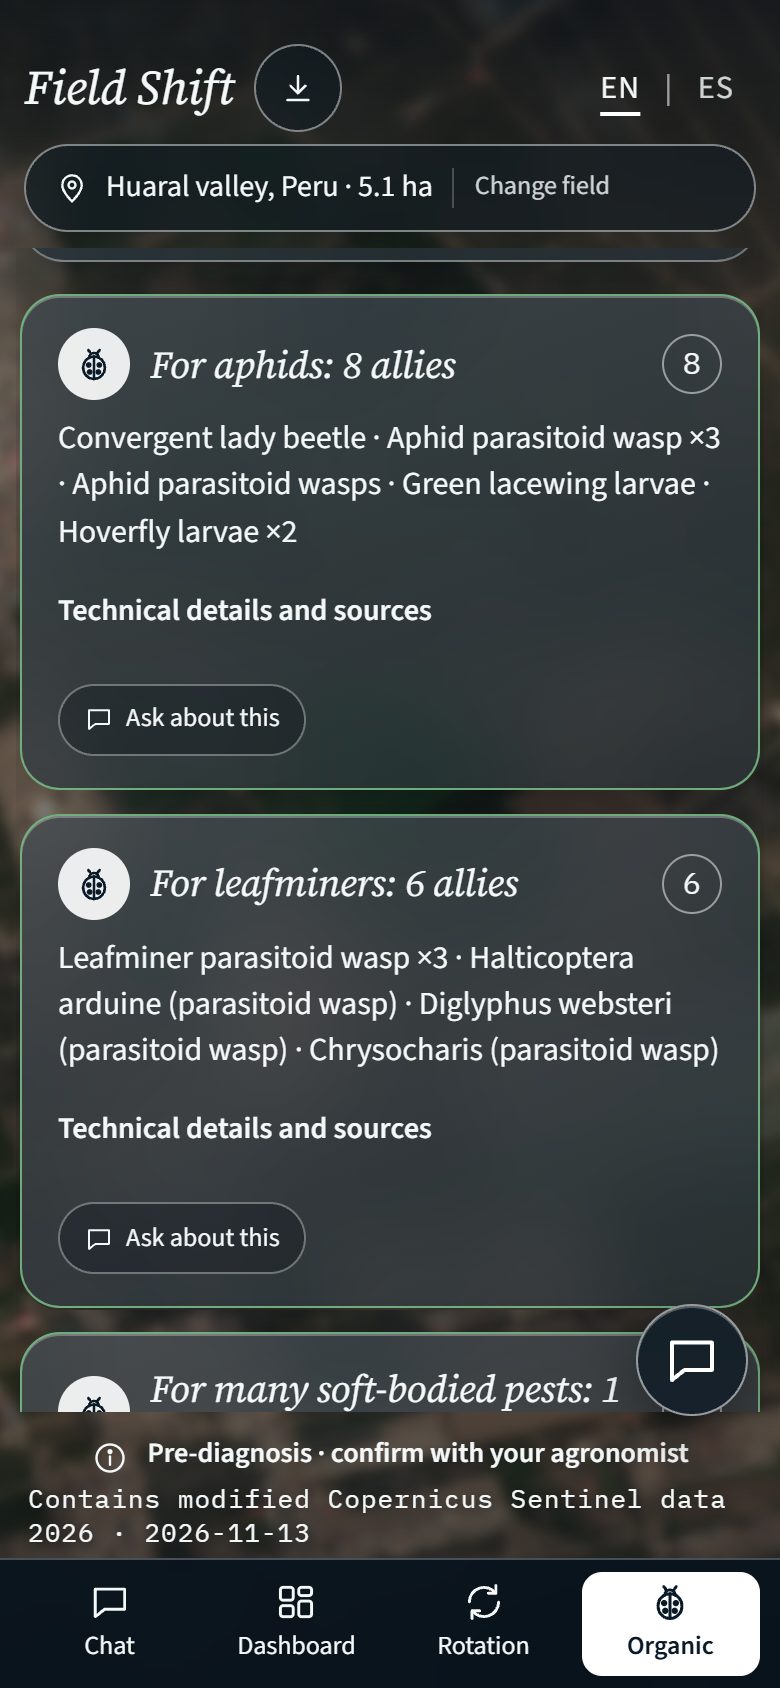 Field Shift
EN | ES
Huaral valley, Peru · 5.1 ha | Change field
For aphids: 8 allies
8
Convergent lady beetle · Aphid parasitoid wasp ×3
· Aphid parasitoid wasps · Green lacewing larvae ·
Hoverfly larvae ×2
Technical details and sources
Ask about this
For leafminers: 6 allies
6
Leafminer parasitoid wasp ×3 · Halticoptera
arduine (parasitoid wasp) · Diglyphus websteri
(parasitoid wasp) · Chrysocharis (parasitoid wasp)
Technical details and sources
Ask about this
For many soft-bodied pests: 1
Pre-diagnosis · confirm with your agronomist
Contains modified Copernicus Sentinel data
2026 · 2026-11-13
Chat
Dashboard
Rotation
Organic